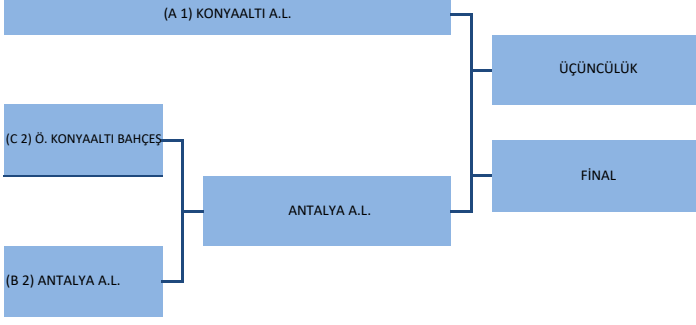 (A 1) KONYAALTI A.L.
ÜÇÜNCÜLÜK
(C 2) Ö. KONYAALTI BAHÇEŞ
FİNAL
ANTALYA A.L.
(B 2) ANTALYA A.L.